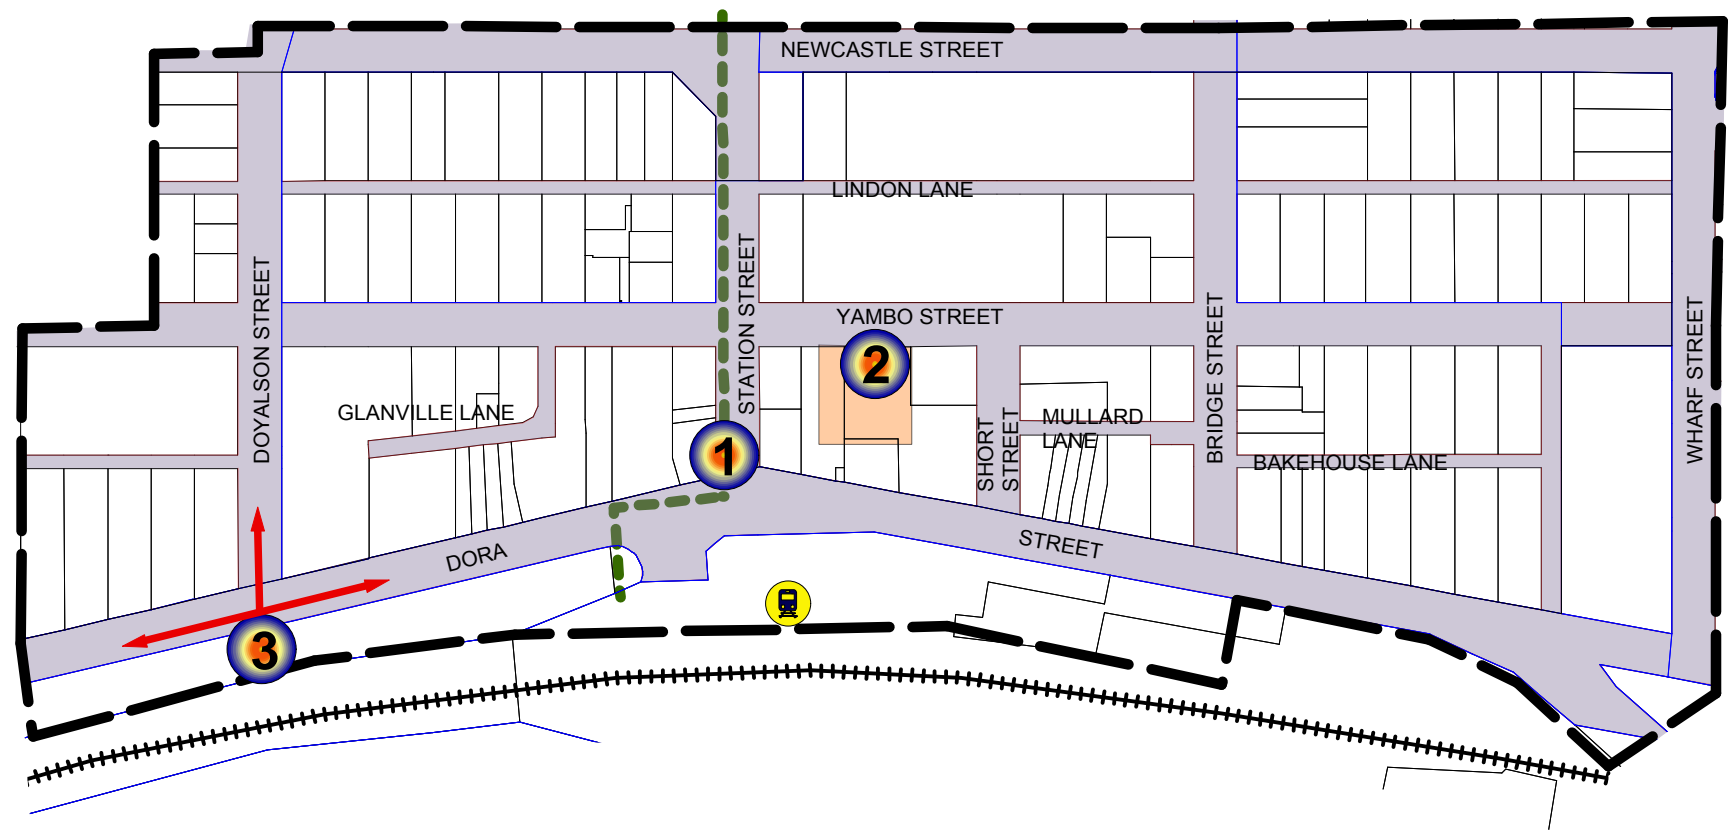 NEWCASTLE STREET
LINDON LANE
DOYALSON STREET
STATION STREET
YAMBO STREET
BRIDGE STREET
WHARF STREET
2
GLANVILLE LANE
SHORT
STREET
MULLARD
LANE
1
BAKEHOUSE LANE
DORA
STREET
3